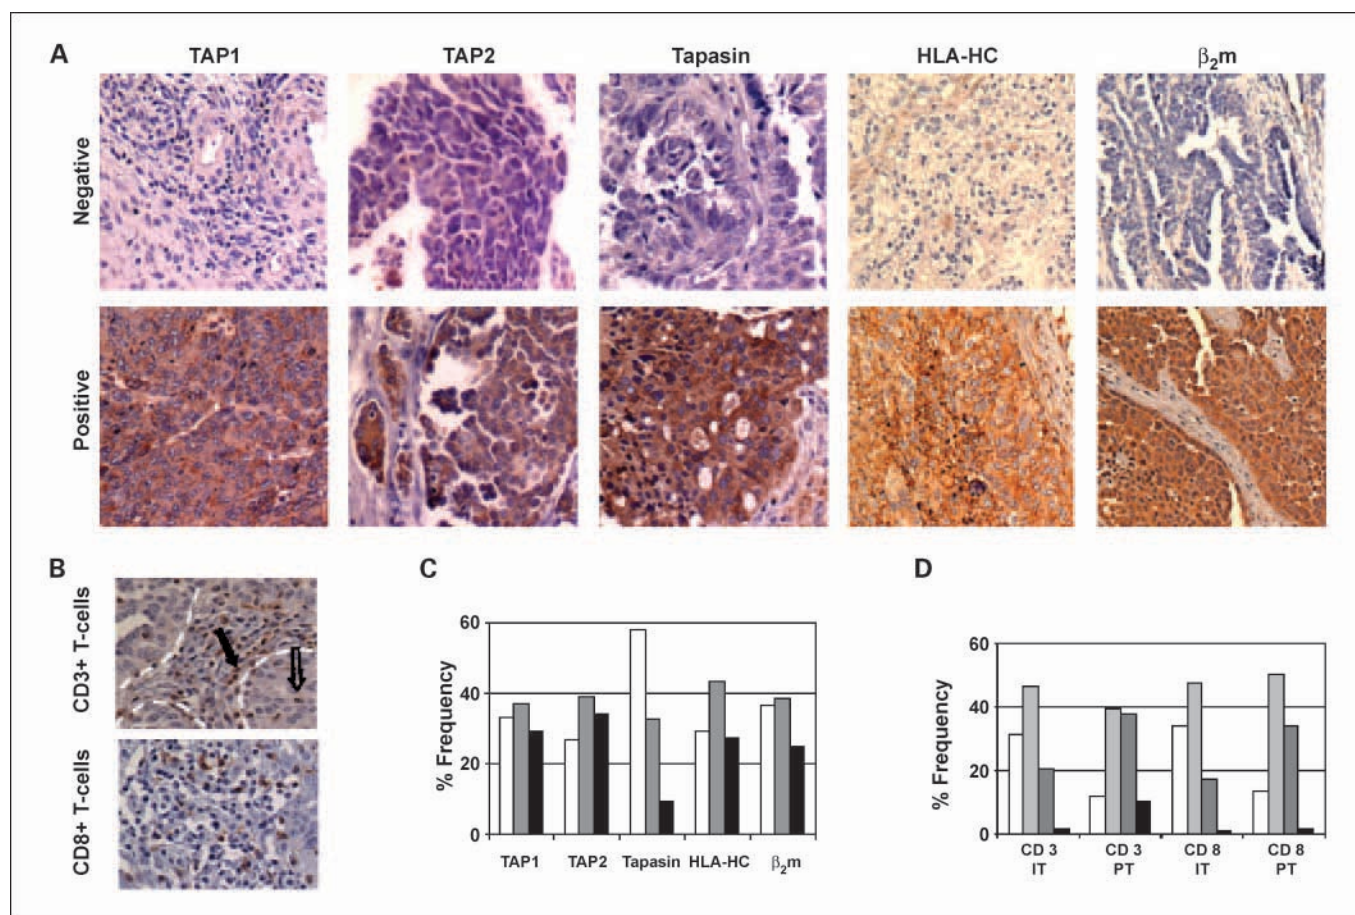 A
TAP1 TAP2 Tapasin HLA-HC β₂m
Negative
Positive
B
CD3+ T-cells
CD8+ T-cells
C
% Frequency
60
40
20
0
TAP1 TAP2 Tapasin HLA-HC β₂m
D
% Frequency
60
40
20
0
CD 3 CD 3 CD 8 CD 8
IT PT IT PT